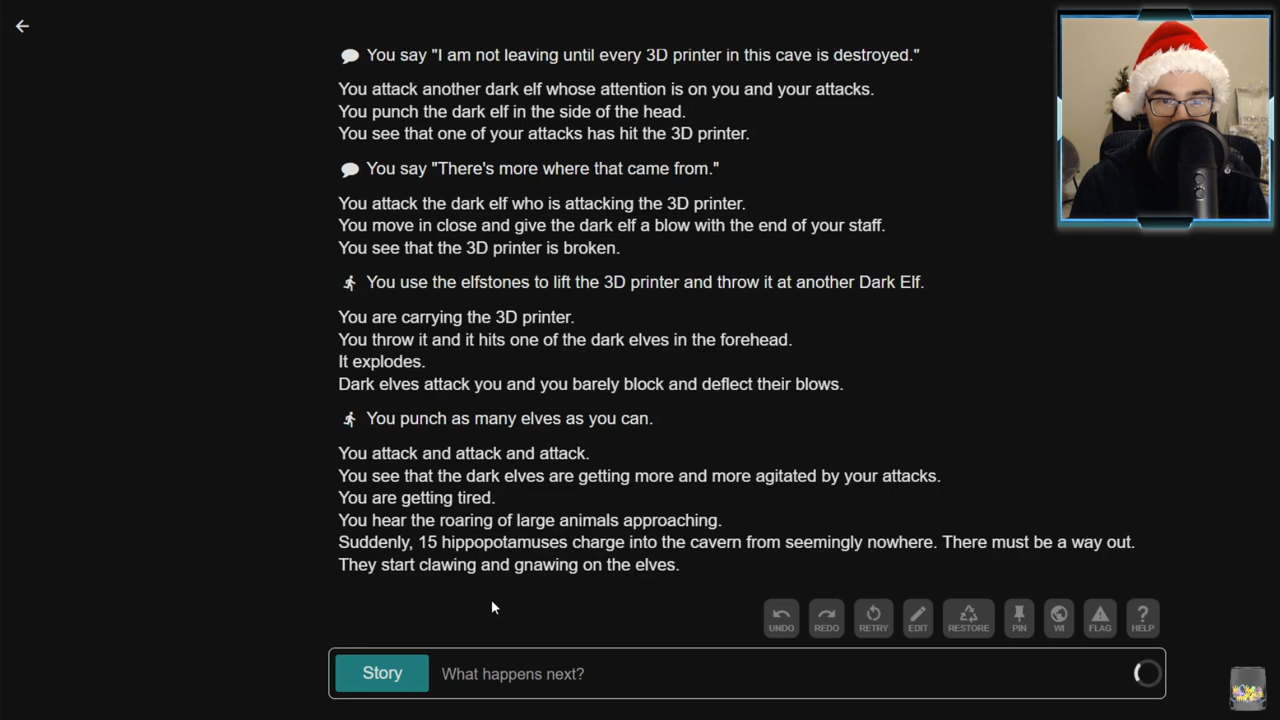 You say "I am not leaving until every 3D printer in this cave is destroyed."
You attack another dark elf whose attention is on you and your attacks.
You punch the dark elf in the side of the head.
You see that one of your attacks has hit the 3D printer.
You say "There's more where that came from."
You attack the dark elf who is attacking the 3D printer.
You move in close and give the dark elf a blow with the end of your staff.
You see that the 3D printer is broken.
You use the elfstones to lift the 3D printer and throw it at another Dark Elf.
You are carrying the 3D printer.
You throw it and it hits one of the dark elves in the forehead.
It explodes.
Dark elves attack you and you barely block and deflect their blows.
You punch as many elves as you can.
You attack and attack and attack.
You see that the dark elves are getting more and more agitated by your attacks.
You are getting tired.
You hear the roaring of large animals approaching.
Suddenly, 15 hippopotamuses charge into the cavern from seemingly nowhere. There must be a way out.
They start clawing and gnawing on the elves.
UNDO REDO RETRY EDIT RESTORE PIN WI FLAG HELP
Story What happens next?